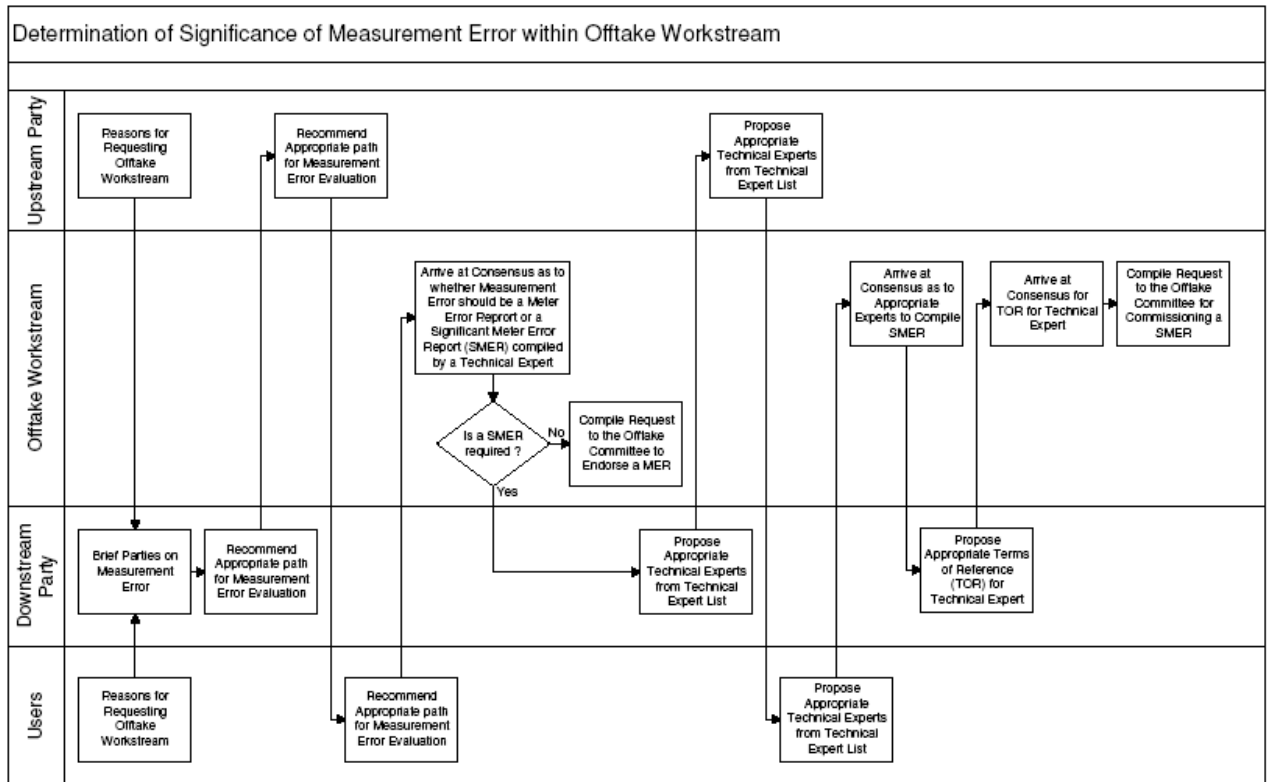 Determination of Significance of Measurement Error within Offtake Workstream
Upstream Party
Reasons for
Requesting
Offtake
Workstream
Recommend
Appropriate path
for Measurement
Error Evaluation
Propose
Appropriate
Technical Experts
from Technical
Expert List
Offtake Workstream
Arrive at Consensus as to
whether Measurement
Error should be a Meter
Error Reprort or a
Significant Meter Error
Report (SMER) compiled
by a Technical Expert
Is a SMER
required ?
No
Yes
Compile Request
to the Offtake
Committee to
Endorse a MER
Arrive at
Consensus as to
Appropriate
Experts to Compile
SMER
Arrive at
Consensus for
TOR for Technical
Expert
Compile Request
to the Offtake
Committee for
Commissioning a
SMER
Downstream
Party
Brief Parties on
Measurement
Error
Recommend
Appropriate path
for Measurement
Error Evaluation
Propose
Appropriate
Technical Experts
from Technical
Expert List
Propose
Appropriate Terms
of Reference
(TOR) for
Technical Expert
Users
Reasons for
Requesting
Offtake
Workstream
Recommend
Appropriate path
for Measurement
Error Evaluation
Propose
Appropriate
Technical Experts
from Technical
Expert List